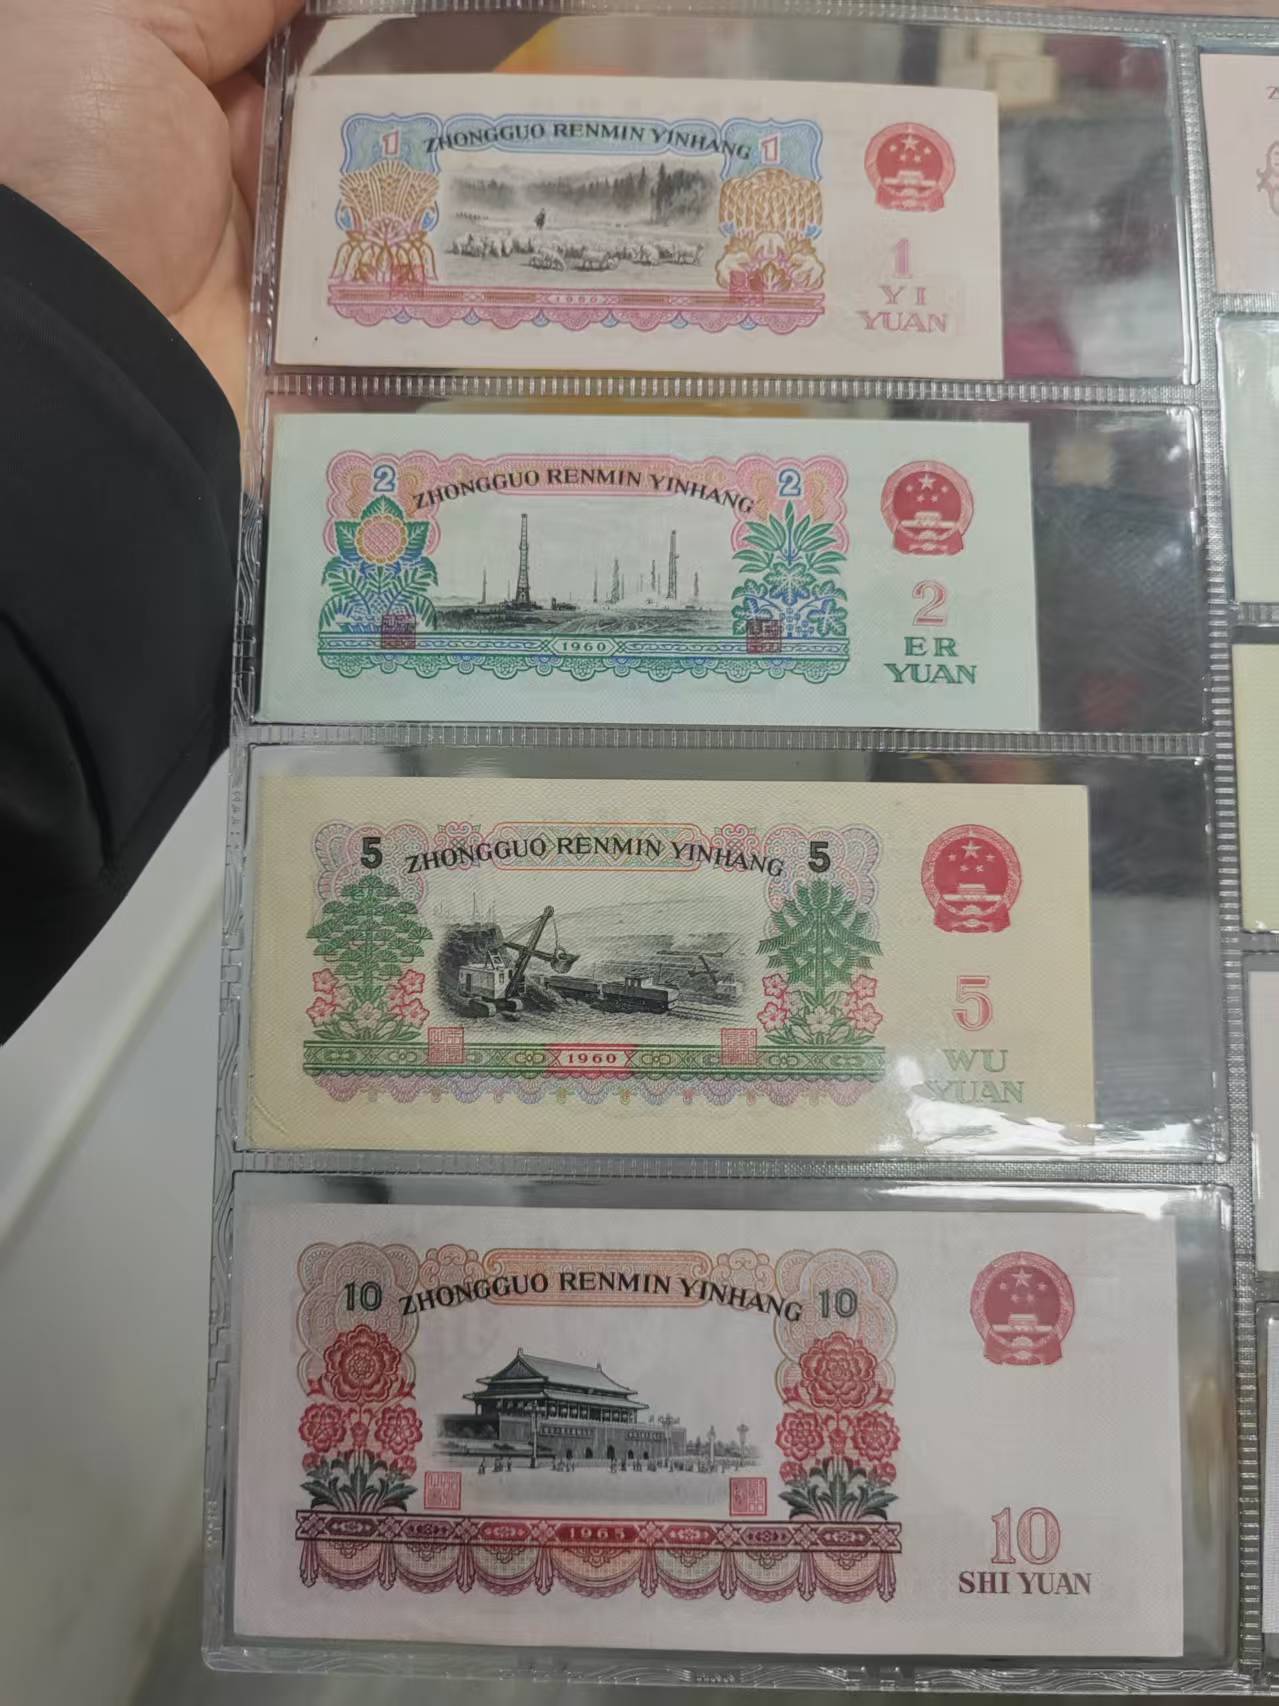 1 ZHONGGUO RENMIN YINHANG 1
1
YI
YUAN
1960
2 ZHONGGUO RENMIN YINHANG 2
2
ER
YUAN
1960
5 ZHONGGUO RENMIN YINHANG 5
5
WU
YUAN
1960
10 ZHONGGUO RENMIN YINHANG 10
10
SHI YUAN
1965